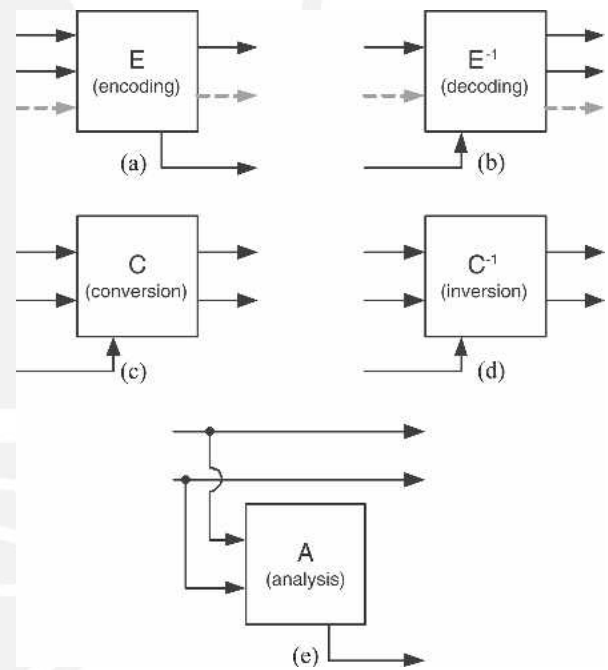 E
(encoding)
(a)
E⁻¹
(decoding)
(b)
C
(conversion)
(c)
C⁻¹
(inversion)
(d)
A
(analysis)
(e)